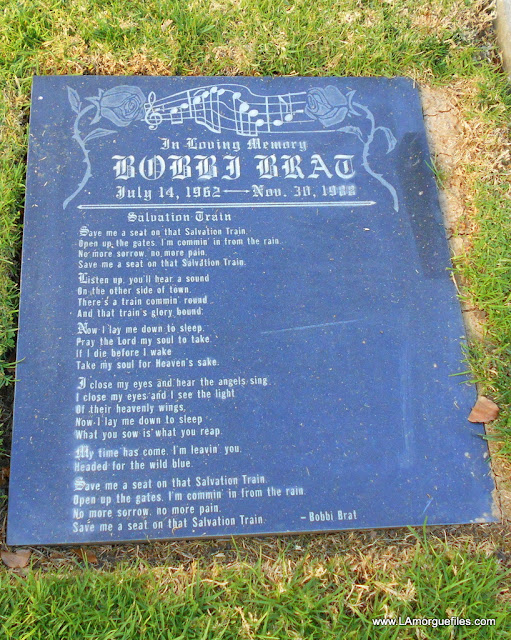 In Loving Memory
BOBBI BRAT
July 14, 1962 — Nov. 30, 1988
Salvation Train
Save me a seat on that Salvation Train.
Open up the gates, I'm commin' in from the rain.
No more sorrow, no more pain,
Save me a seat on that Salvation Train.
Listen up, you'll hear a sound
On the other side of town.
There's a train commin' round
And that train's glory bound.
Now I lay me down to sleep,
Pray the Lord my soul to take.
If I die before I wake
Take my soul for Heaven's sake.
I close my eyes and hear the angels sing.
I close my eyes and I see the light
Of their heavenly wings,
Now I lay me down to sleep
What you sow is what you reap.
My time has come, I'm leavin' you,
Headed for the wild blue.
Save me a seat on that Salvation Train.
Open up the gates, I'm commin' in from the rain.
No more sorrow, no more pain,
Save me a seat on that Salvation Train. – Bobbi Brat
www.LAmorguefiles.com